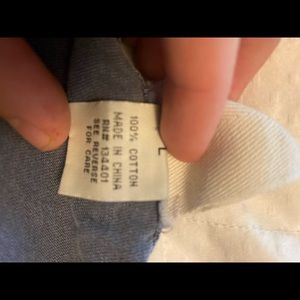 100% COTTON
MADE IN CHINA
RN# 134401
SEE REVERSE
FOR CARE
L